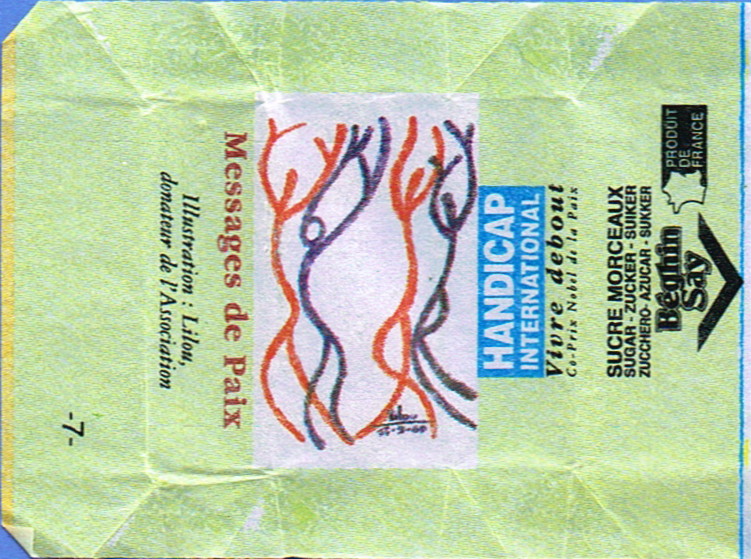 HANDICAP
INTERNATIONAL
Vivre debout
Co-Prix Nobel de la Paix
SUCRE MORCEAUX
SUGAR - ZUCKER - SUIKER
ZUCCHERO - AZUCAR - SUKKER
Béghin
Say
PRODUIT
DE
FRANCE
Messages de Paix
Illustration : Lilou,
donateur de l'Association
-7-